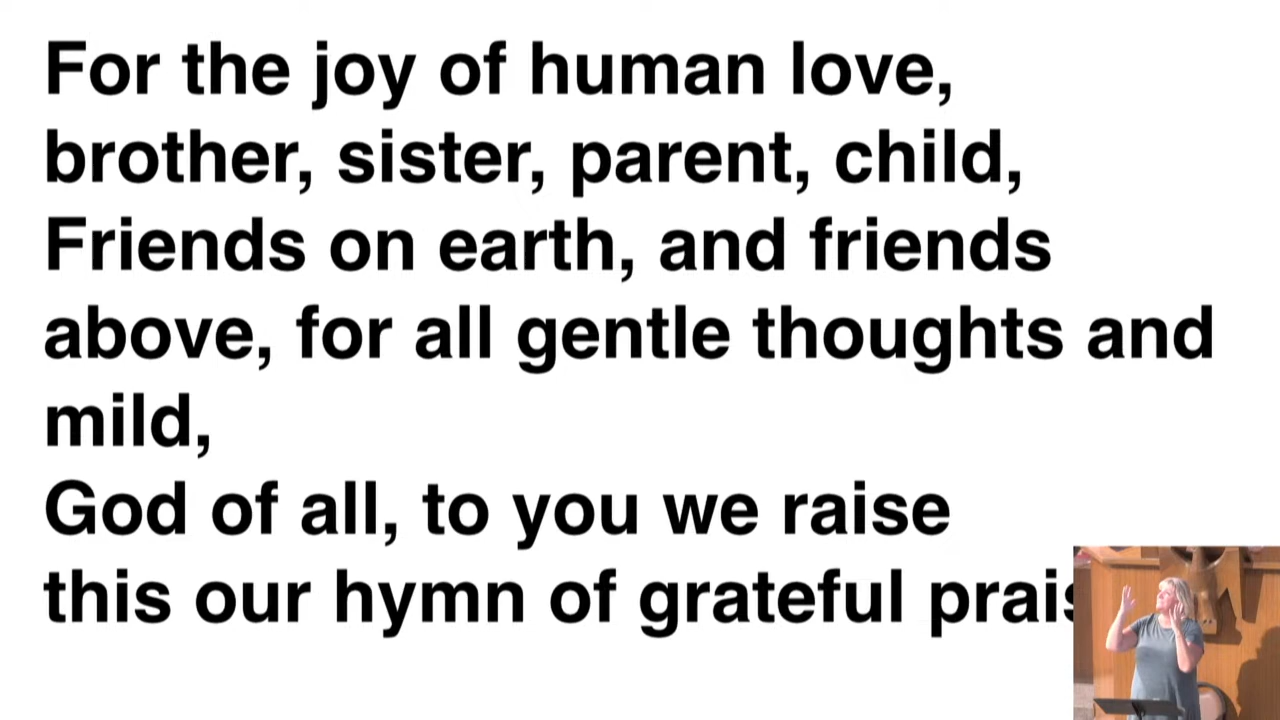 For the joy of human love,
brother, sister, parent, child,
Friends on earth, and friends
above, for all gentle thoughts and
mild,
God of all, to you we raise
this our hymn of grateful